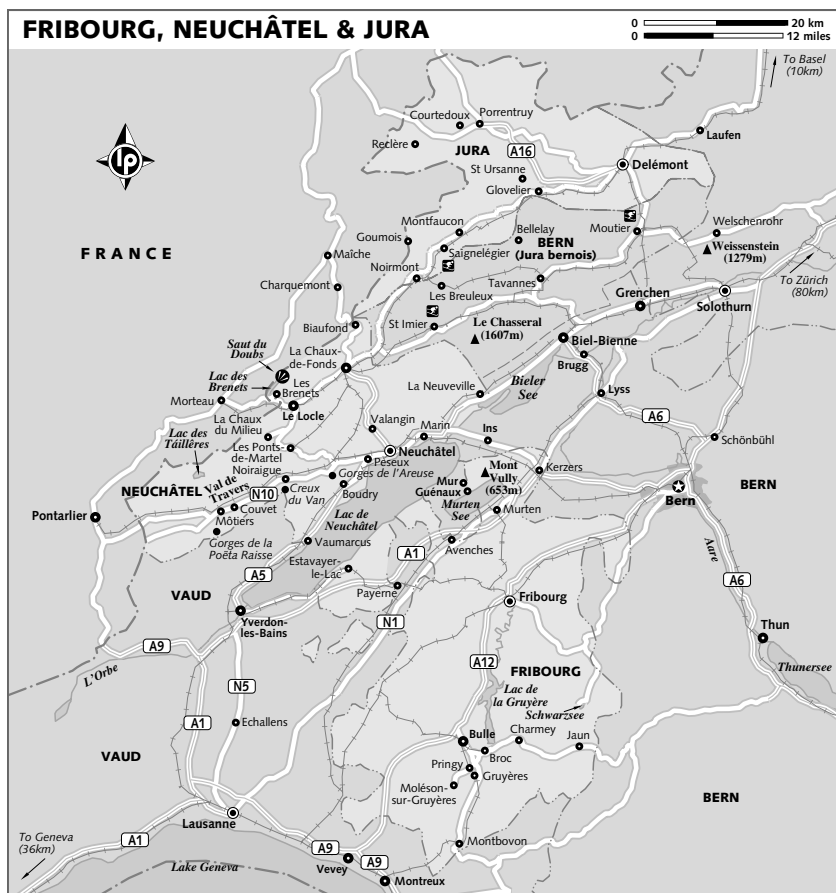 FRIBOURG, NEUCHÂTEL & JURA
0 20 km
0 12 miles
To Basel
(10km)
lp
Courtedoux
Porrentruy
Laufen
Reclère
JURA
A16
Delémont
St Ursanne
Glovelier
Montfaucon
Bellelay
Moutier
Welschenrohr
Goumois
BERN
(Jura bernois)
Weissenstein
(1279m)
FRANCE
Maîche
Saignelégier
Noirmont
Tavannes
To Zürich
(80km)
Charquemont
Les Breuleux
Grenchen
Solothurn
Biaufond
St Imier
Le Chasseral
(1607m)
Biel-Bienne
Saut du
Doubs
La Chaux-
de-Fonds
Brugg
Lac des
Brenets
Les
Brenets
La Neuveville
Bieler
See
Lyss
Morteau
Le Locle
A6
La Chaux
du Milieu
Valangin
Marin
Ins
Schönbühl
Lac des
Táillères
Les Ponts-
de-Martel
Neuchâtel
Noiraigue
Péseux
Mont
Vully
(653m)
Kerzers
BERN
NEUCHÂTEL
Val de
Travers
Gorges de l'Areuse
Mur
Guénaux
Bern
N10
Creux
du Van
Boudry
Murten
See
Pontarlier
Couvet
Môtiers
Lac de
Neuchâtel
Murten
Gorges de la
Poëta Raisse
Vaumarcus
A1
Avenches
Aare
Estavayer-
le-Lac
A5
Payerne
A6
VAUD
Fribourg
Yverdon-
les-Bains
N1
Thun
A9
A12
FRIBOURG
Thunersee
L'Orbe
N5
Lac de
la Gruyère
Schwarzsee
A1
Echallens
Bulle
Charmey
Jaun
VAUD
Broc
Pringy
Gruyères
Moléson-
sur-Gruyères
BERN
Lausanne
To Geneva
(36km)
A1
Montbovon
A9
A9
Lake Geneva
Vevey
Montreux